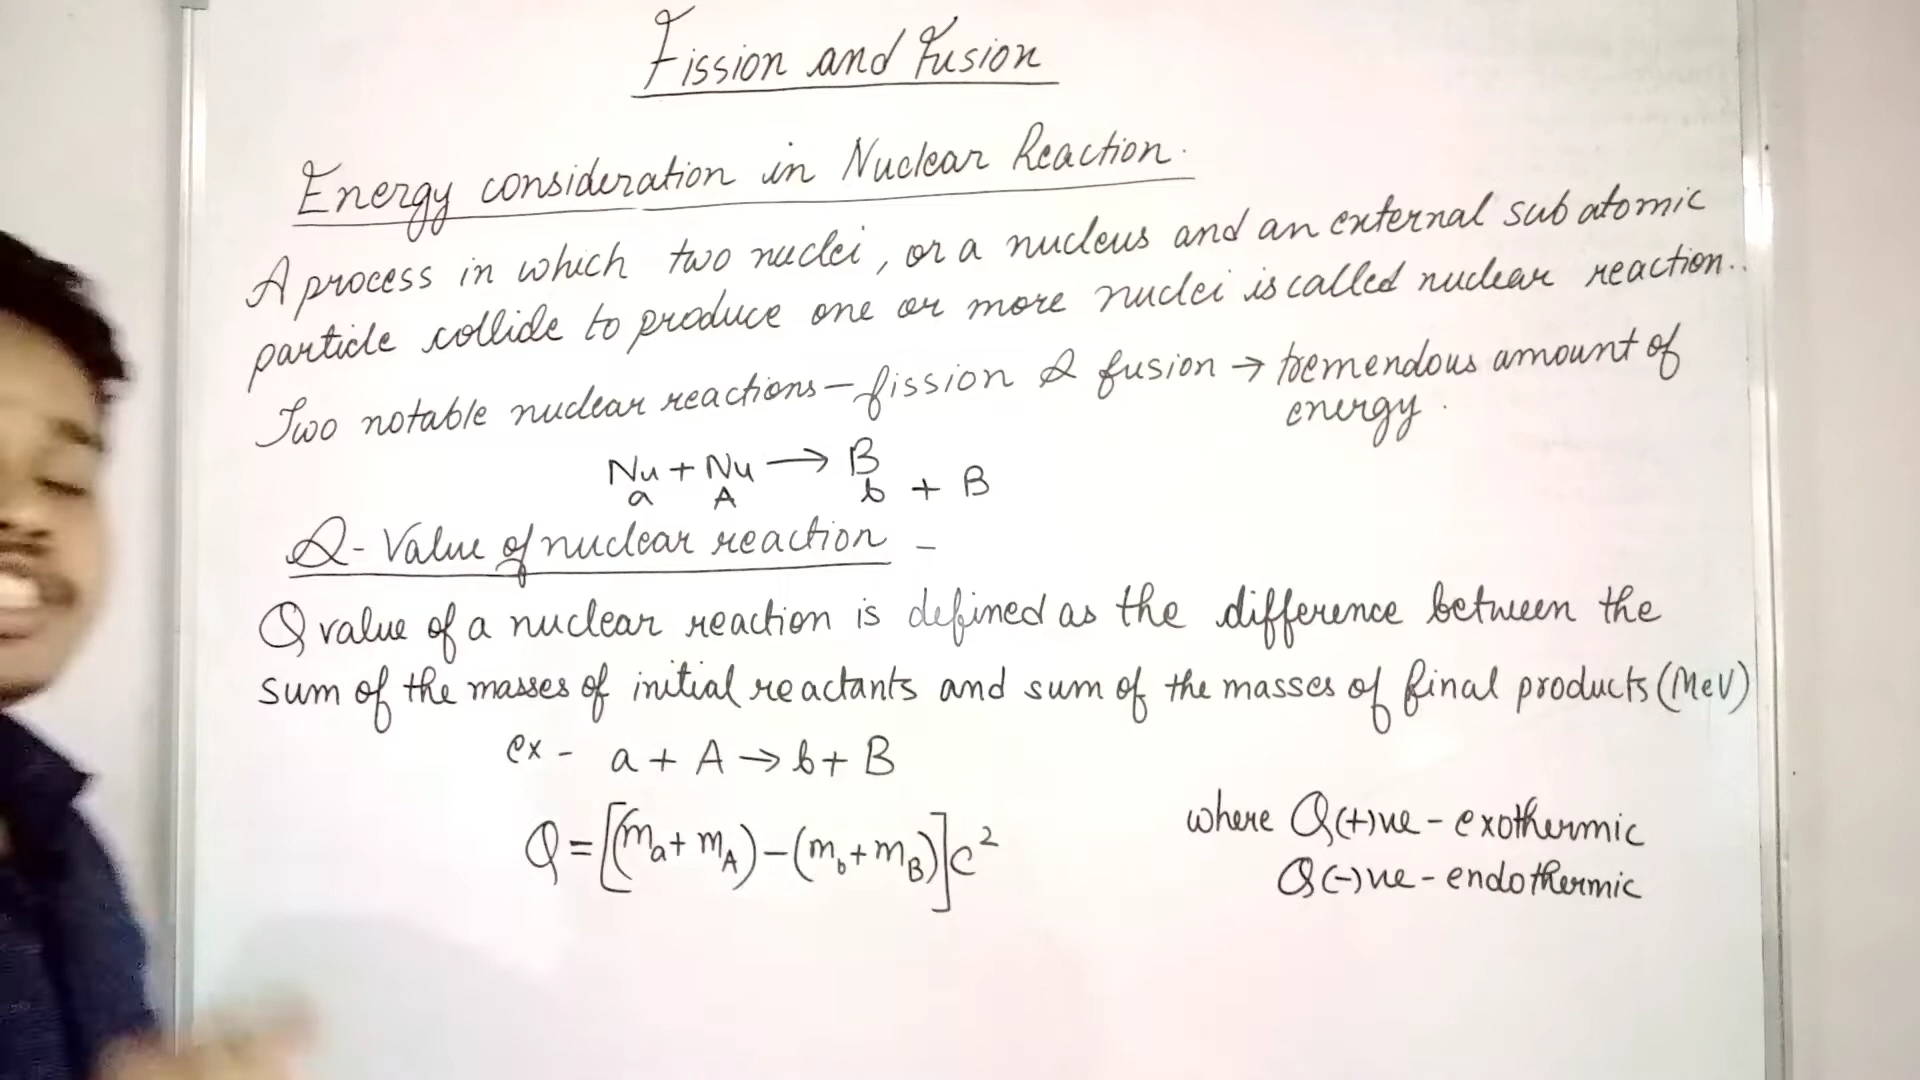 Fission and Fusion
Energy consideration in Nuclear Reaction.
A process in which two nuclei, or a nucleus and an external sub atomic
particle collide to produce one or more nuclei is called nuclear reaction..
Two notable nuclear reactions – fission & fusion → tremendous amount of
energy.
Nu + Nu → B
a A b + B
Q - Value of nuclear reaction –
Q value of a nuclear reaction is defined as the difference between the
sum of the masses of initial reactants and sum of the masses of final products (MeV)
ex - a + A → b + B
Q = [(mₐ + m_A) – (m_b + m_B)] c²
where Q (+)ve - exothermic
Q (-)ve - endothermic